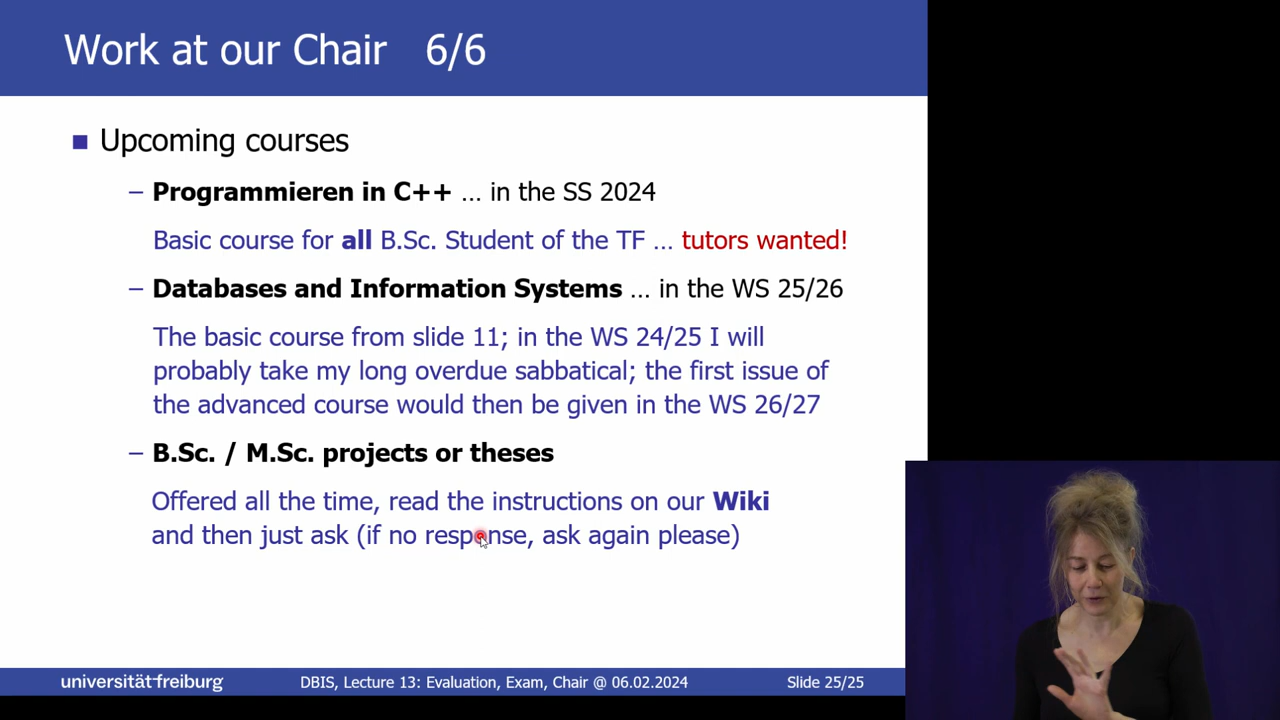 Work at our Chair 6/6
■ Upcoming courses
– Programmieren in C++ … in the SS 2024
Basic course for all B.Sc. Student of the TF … tutors wanted!
– Databases and Information Systems … in the WS 25/26
The basic course from slide 11; in the WS 24/25 I will
probably take my long overdue sabbatical; the first issue of
the advanced course would then be given in the WS 26/27
– B.Sc. / M.Sc. projects or theses
Offered all the time, read the instructions on our Wiki
and then just ask (if no response, ask again please)
universität freiburg
DBIS, Lecture 13: Evaluation, Exam, Chair @ 06.02.2024
Slide 25/25